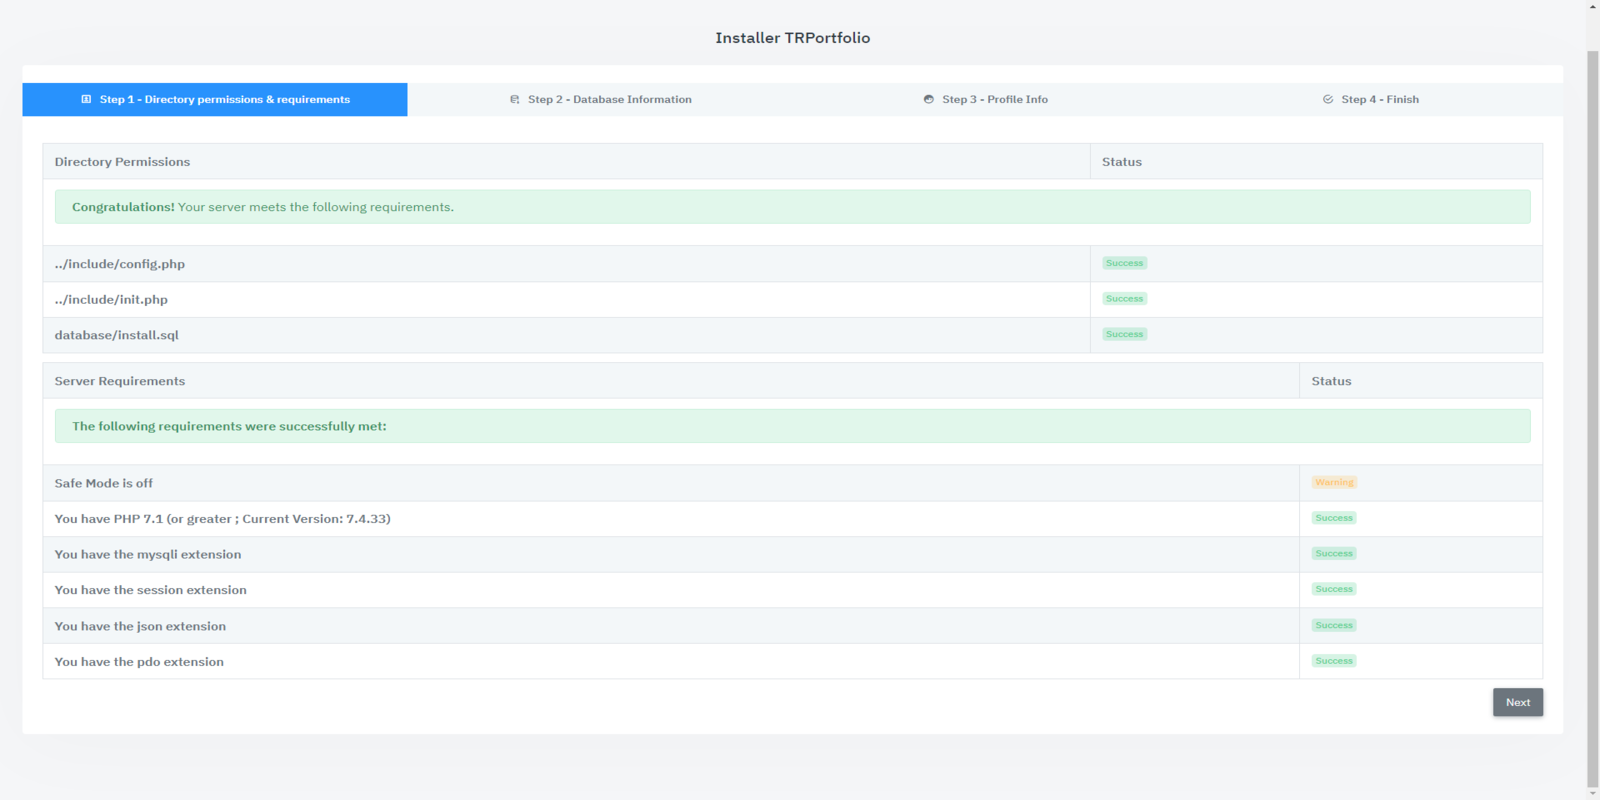 Installer TRPortfolio
Step 1 - Directory permissions & requirements
Step 2 - Database Information
Step 3 - Profile Info
Step 4 - Finish
Directory Permissions
Status
Congratulations! Your server meets the following requirements.
../include/config.php
Success
../include/init.php
Success
database/install.sql
Success
Server Requirements
Status
The following requirements were successfully met:
Safe Mode is off
Warning
You have PHP 7.1 (or greater ; Current Version: 7.4.33)
Success
You have the mysqli extension
Success
You have the session extension
Success
You have the json extension
Success
You have the pdo extension
Success
Next